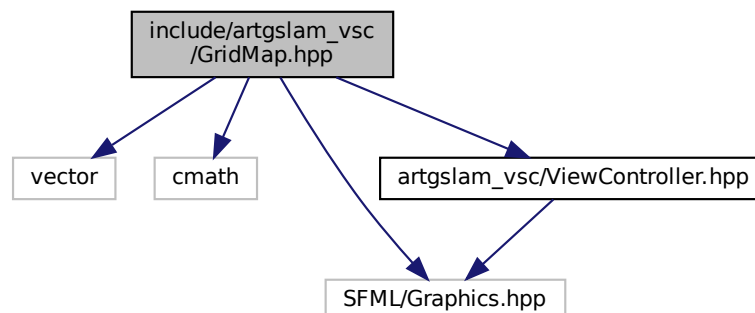 include/artgslam_vsc
/GridMap.hpp
vector
cmath
artgslam_vsc/ViewController.hpp
SFML/Graphics.hpp